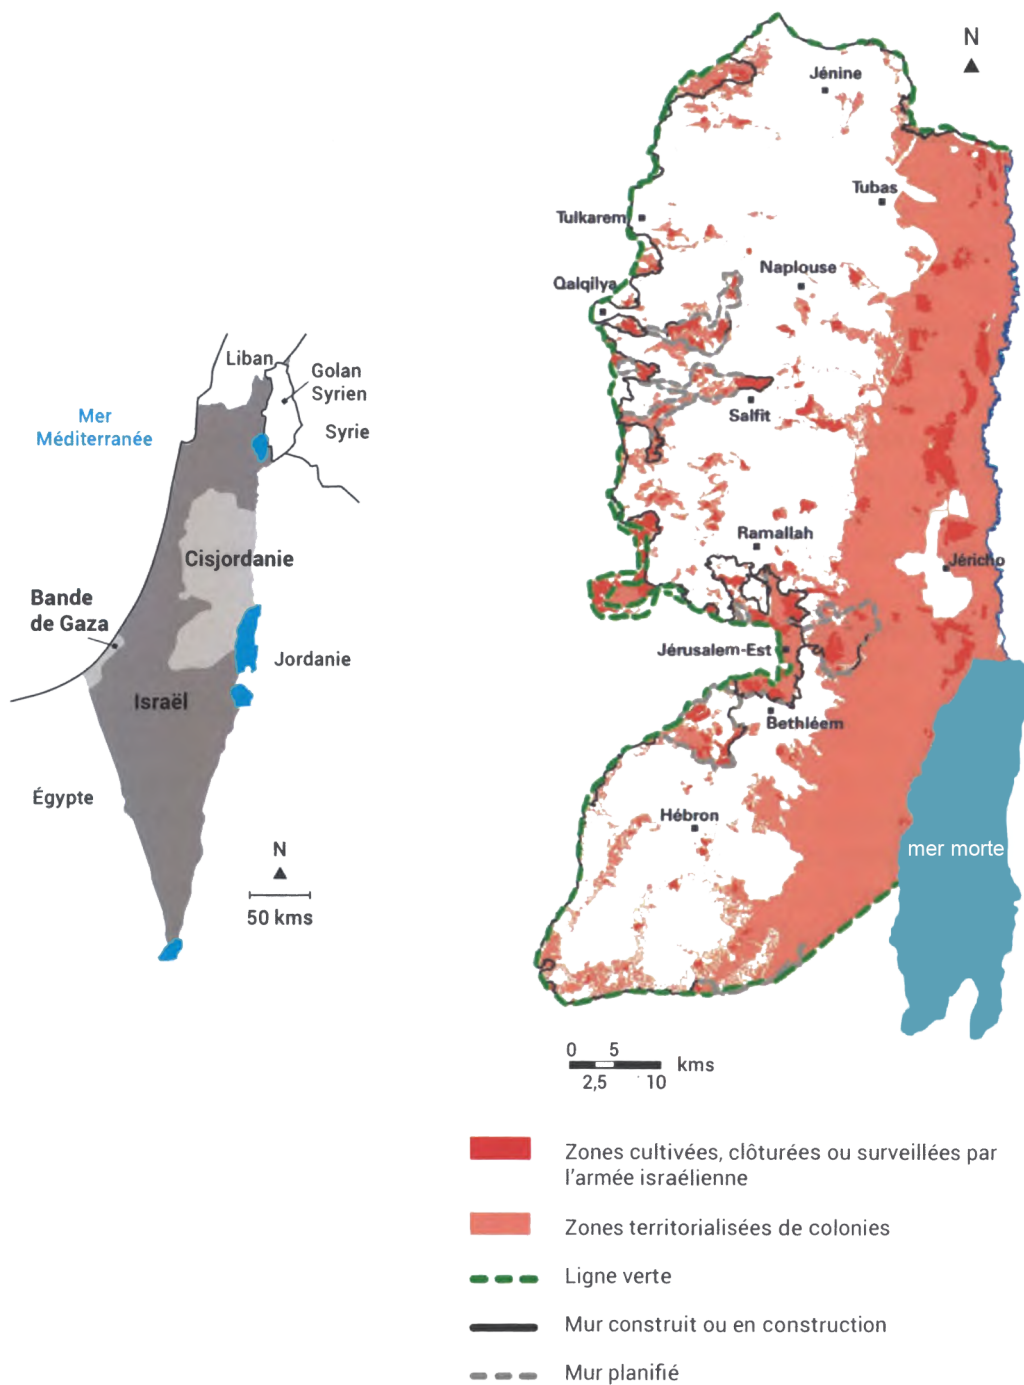 Liban
Golan
Syrien
Syrie
Mer
Méditerranée
Cisjordanie
Bande
de Gaza
Jordanie
Israël
Égypte
N
50 kms
N
Jénine
Tubas
Tulkarem
Naplouse
Qalqilya
Salfit
Ramallah
Jéricho
Jérusalem-Est
Bethléem
Hébron
mer morte
0 5
kms
2,5 10
Zones cultivées, clôturées ou surveillées par
l'armée israélienne
Zones territorialisées de colonies
Ligne verte
Mur construit ou en construction
Mur planifié